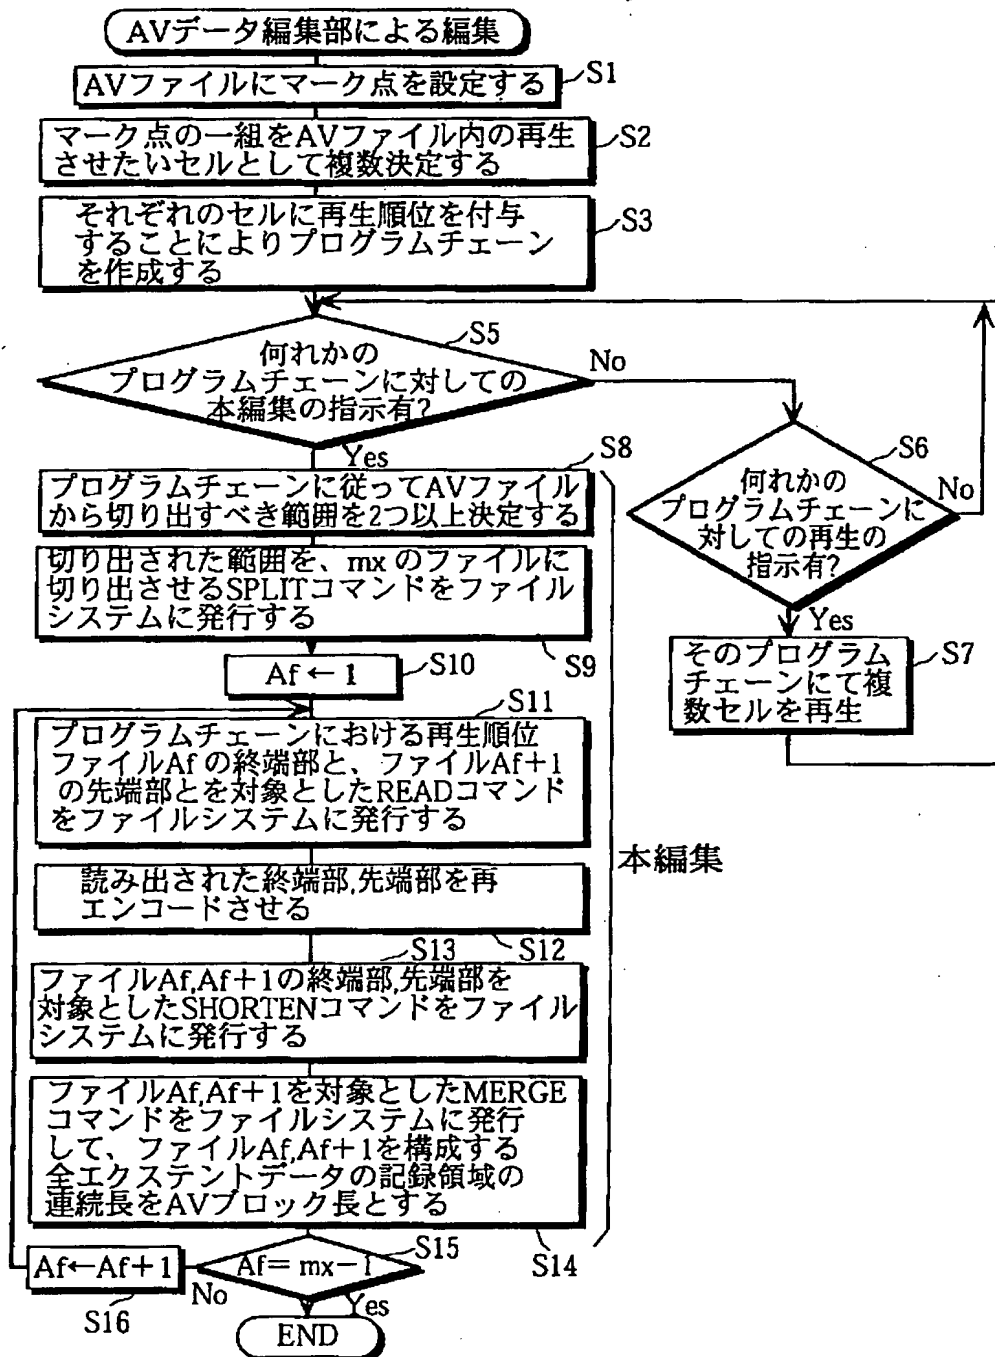 AVデータ編集部による編集
AVファイルにマーク点を設定する
S1
マーク点の一組をAVファイル内の再生
させたいセルとして複数決定する
S2
それぞれのセルに再生順位を付与
することによりプログラムチェーン
を作成する
S3
S5
何れかの
プログラムチェーンに対しての
本編集の指示有?
No
Yes
S6
何れかの
プログラムチェーンに
対しての再生の
指示有?
No
Yes
S7
そのプログラム
チェーンにて複
数セルを再生
S8
プログラムチェーンに従ってAVファイル
から切り出すべき範囲を2つ以上決定する
切り出された範囲を、mx のファイルに
切り出させるSPLITコマンドをファイル
システムに発行する
S9
Af←1
S10
S11
プログラムチェーンにおける再生順位
ファイルAf の終端部と、ファイルAf+1
の先端部とを対象としたREADコマンド
をファイルシステムに発行する
本編集
読み出された終端部,先端部を再
エンコードさせる
S12
S13
ファイルAf,Af+1の終端部,先端部を
対象としたSHORTENコマンドをファイル
システムに発行する
ファイルAf,Af+1を対象としたMERGE
コマンドをファイルシステムに発行
して、ファイルAf,Af+1を構成する
全エクステントデータの記録領域の
連続長をAVブロック長とする
S14
S15
Af=mx-1
No
Af←Af+1
S16
Yes
END